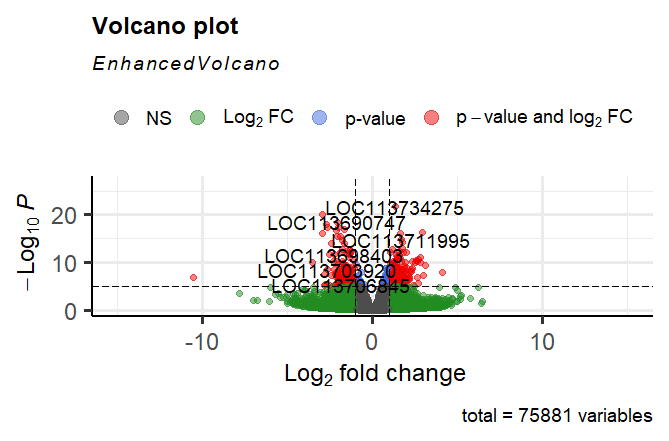 Volcano plot
EnhancedVolcano
NS Log₂ FC p-value p − value and log₂ FC
− Log₁₀ P
20
10
0
LOC113734275
LOC113690747
LOC113711995
LOC113698403
LOC113703920
LOC113706845
-10 0 10
Log₂ fold change
total = 75881 variables